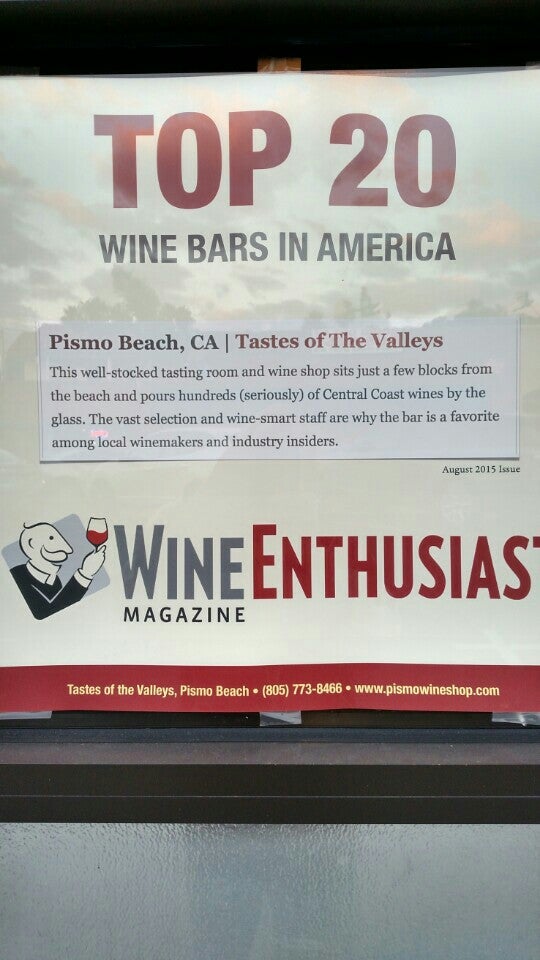 TOP 20
WINE BARS IN AMERICA
Pismo Beach, CA | Tastes of The Valleys
This well-stocked tasting room and wine shop sits just a few blocks from
the beach and pours hundreds (seriously) of Central Coast wines by the
glass. The vast selection and wine-smart staff are why the bar is a favorite
among local winemakers and industry insiders.
August 2015 Issue
WINE ENTHUSIAST
MAGAZINE
Tastes of the Valleys, Pismo Beach • (805) 773-8466 • www.pismowineshop.com